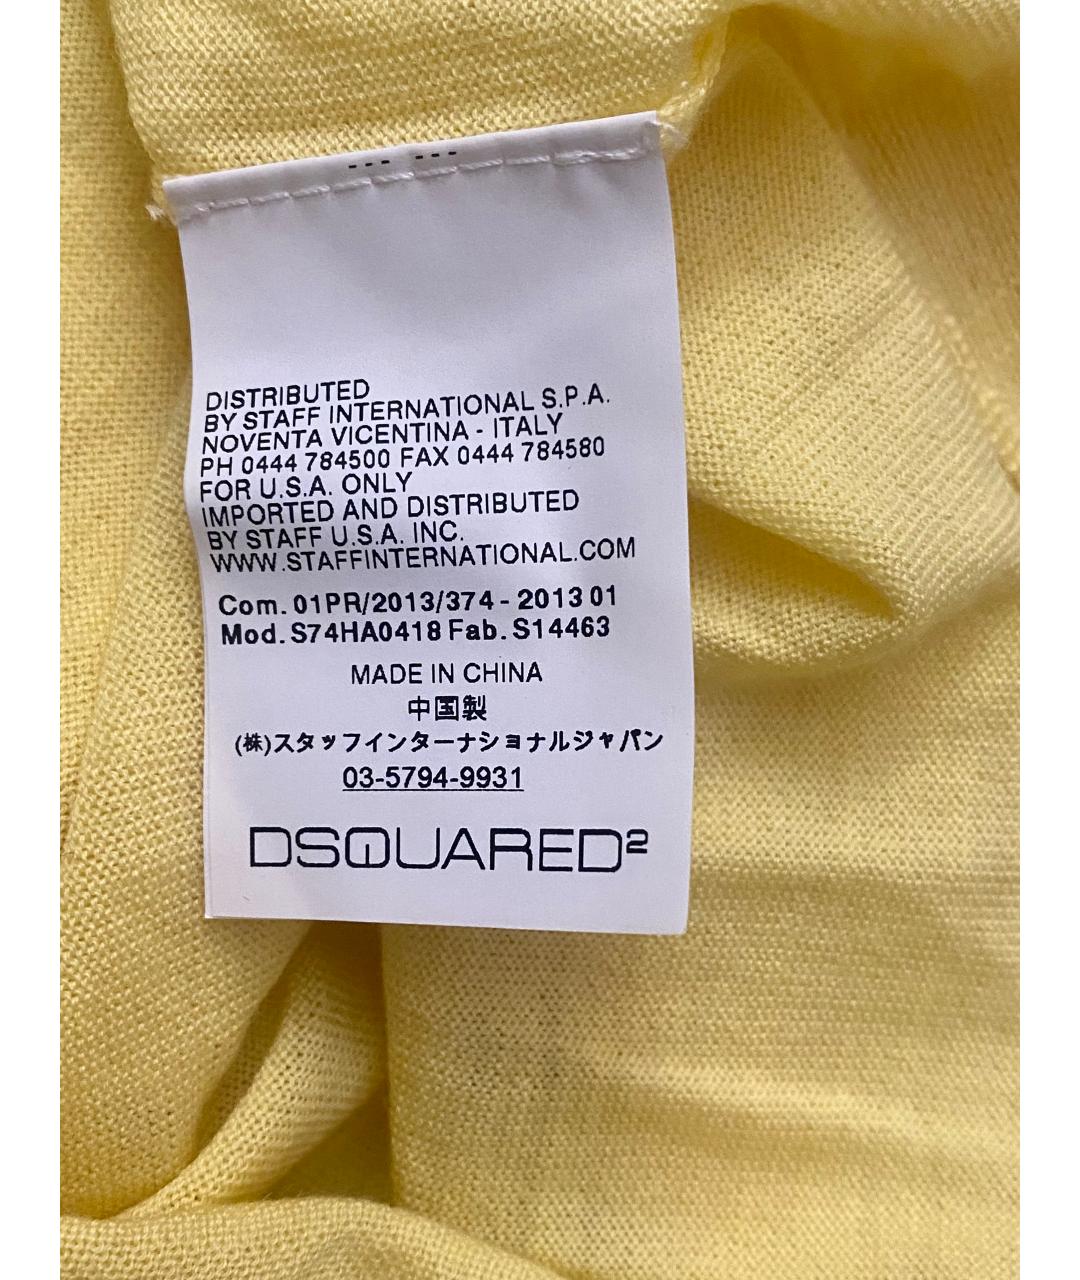 DISTRIBUTED
BY STAFF INTERNATIONAL S.P.A.
NOVENTA VICENTINA - ITALY
PH 0444 784500 FAX 0444 784580
FOR U.S.A. ONLY
IMPORTED AND DISTRIBUTED
BY STAFF U.S.A. INC.
WWW.STAFFINTERNATIONAL.COM
Com. 01PR/2013/374 - 2013 01
Mod. S74HA0418 Fab. S14463
MADE IN CHINA
中国製
(株)スタッフインターナショナルジャパン
03-5794-9931
DSQUARED2